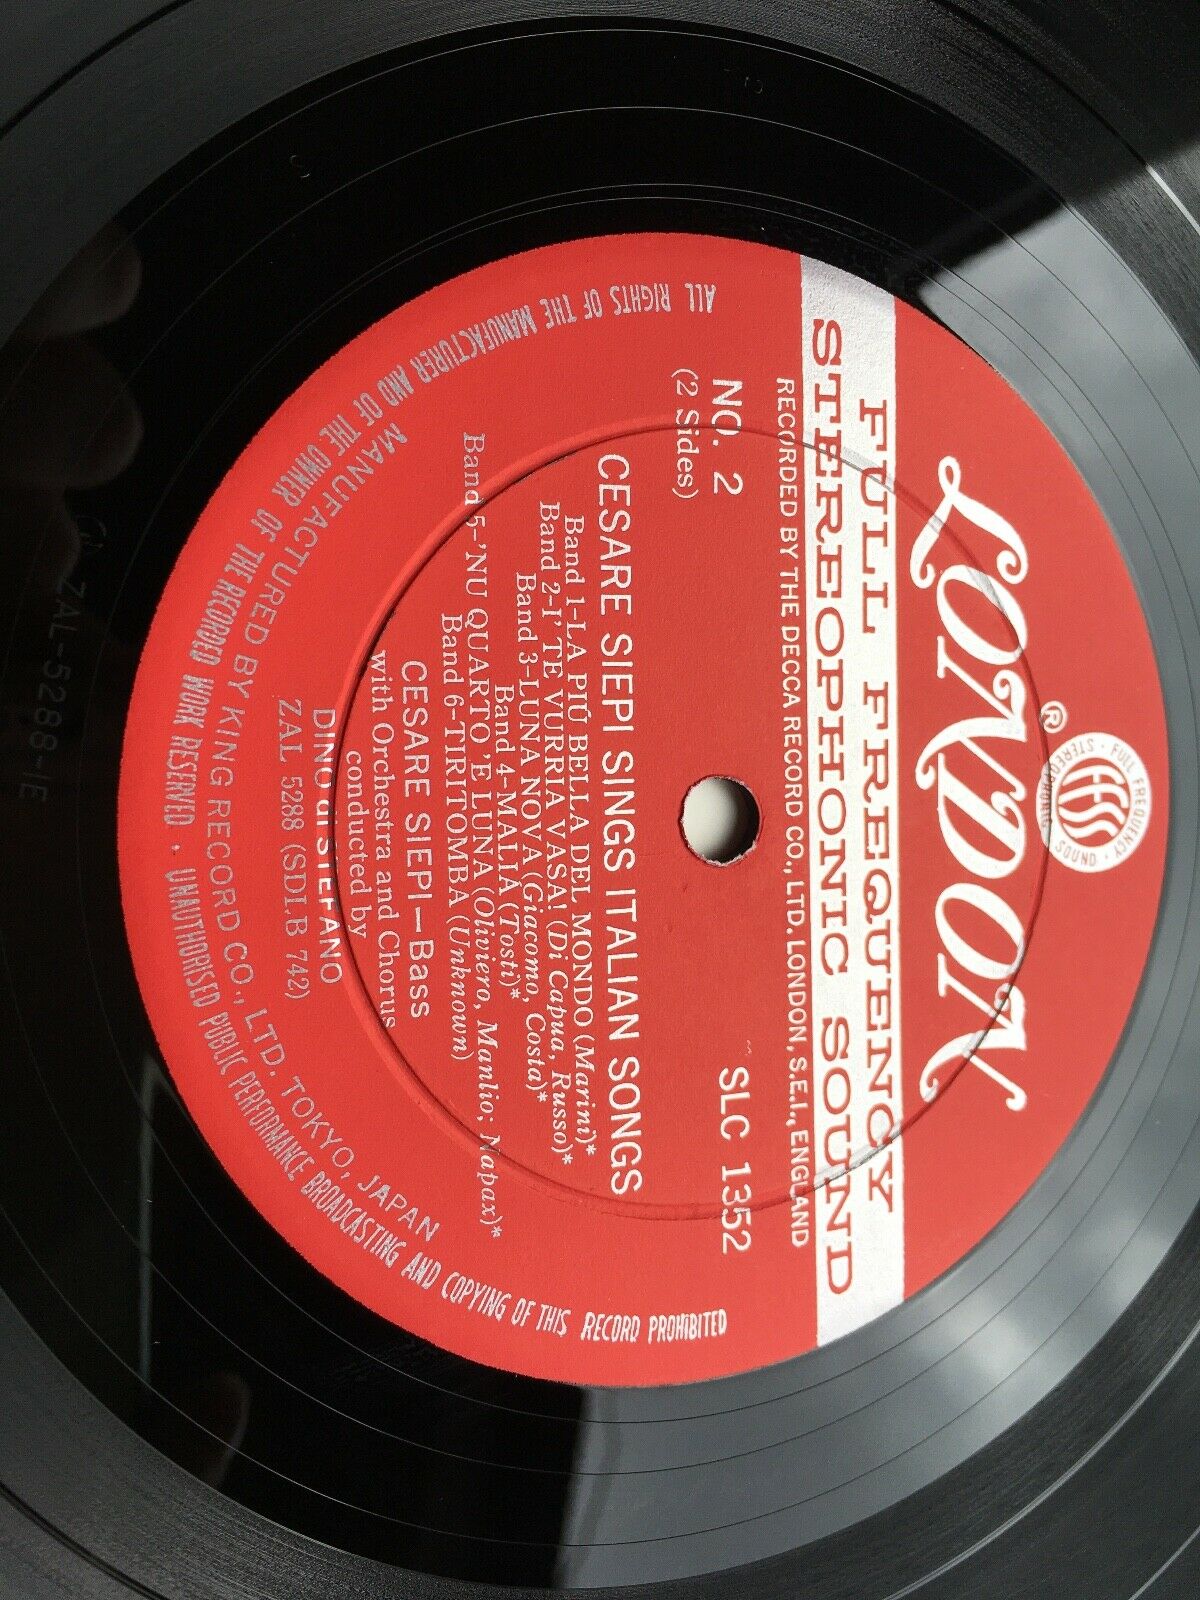 FULL FREQUENCY
STEREOPHONIC
SOUND
FFSS
®
LONDON
FULL FREQUENCY
STEREOPHONIC SOUND
RECORDED BY THE DECCA RECORD CO., LTD. LONDON, S.E.I., ENGLAND
NO. 2
(2 Sides)
SLC 1352
CESARE SIEPI SINGS ITALIAN SONGS
Band 1-LA PIÚ BELLA DEL MONDO (Marini)*
Band 2-I' TE VURRIA VASA! (Di Capua, Russo)*
Band 3-LUNA NOVA (Giacomo, Costa)*
Band 4-MALIÀ (Tosti)*
Band 5-'NU QUARTO 'E LUNA (Oliviero, Manlio; Napax)*
Band 6-TIRITOMBA (Unknown)
CESARE SIEPI—Bass
with Orchestra and Chorus
conducted by
DINO di STEFANO
ZAL 5288 (SDLB 742)
MANUFACTURED BY KING RECORD CO., LTD. TOKYO, JAPAN
ALL RIGHTS OF THE MANUFACTURER AND OF THE OWNER OF THE RECORDED WORK RESERVED. UNAUTHORISED PUBLIC PERFORMANCE BROADCASTING AND COPYING OF THIS RECORD PROHIBITED
ZAL-5288-1E